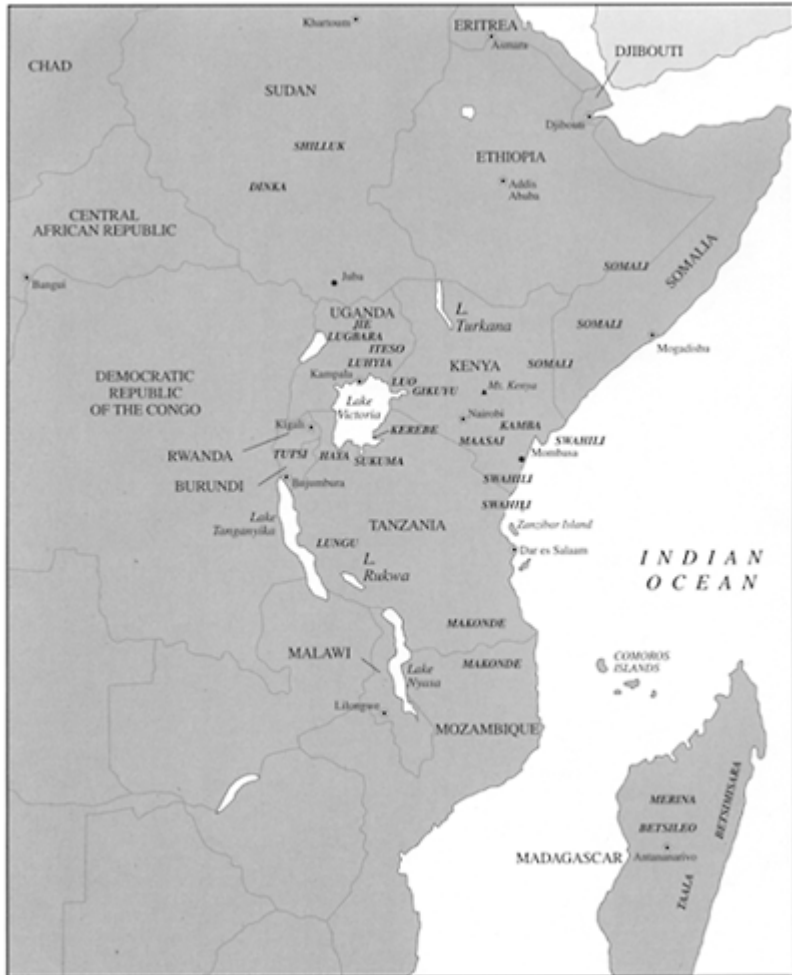 Khartoum
ERITREA
Asmara
DJIBOUTI
CHAD
SUDAN
Djibouti
SHILLUK
ETHIOPIA
DINKA
Addis
Ababa
CENTRAL
AFRICAN REPUBLIC
SOMALIA
SOMALI
Bangui
Juba
UGANDA
L.
Turkana
JIE
LUGBARA
SOMALI
ITESO
Mogadishu
LUHYIA
KENYA
SOMALI
DEMOCRATIC
REPUBLIC
OF THE CONGO
Kampala
LUO
GIKUYU
Mt. Kenya
Lake
Victoria
Nairobi
Kigali
KEREBE
KAMBA
RWANDA
MAASAI
SWAHILI
TUTSI
HAYA
SUKUMA
Mombasa
BURUNDI
Bujumbura
SWAHILI
SWAHILI
Lake
Tanganyika
TANZANIA
Zanzibar Island
LUNGU
L.
Rukwa
Dar es Salaam
INDIAN
OCEAN
MAKONDE
MALAWI
Lake
Nyasa
MAKONDE
COMOROS
ISLANDS
Lilongwe
MOZAMBIQUE
MERINA
BETSIMISARA
BETSILEO
MADAGASCAR
Antananarivo
TAALA